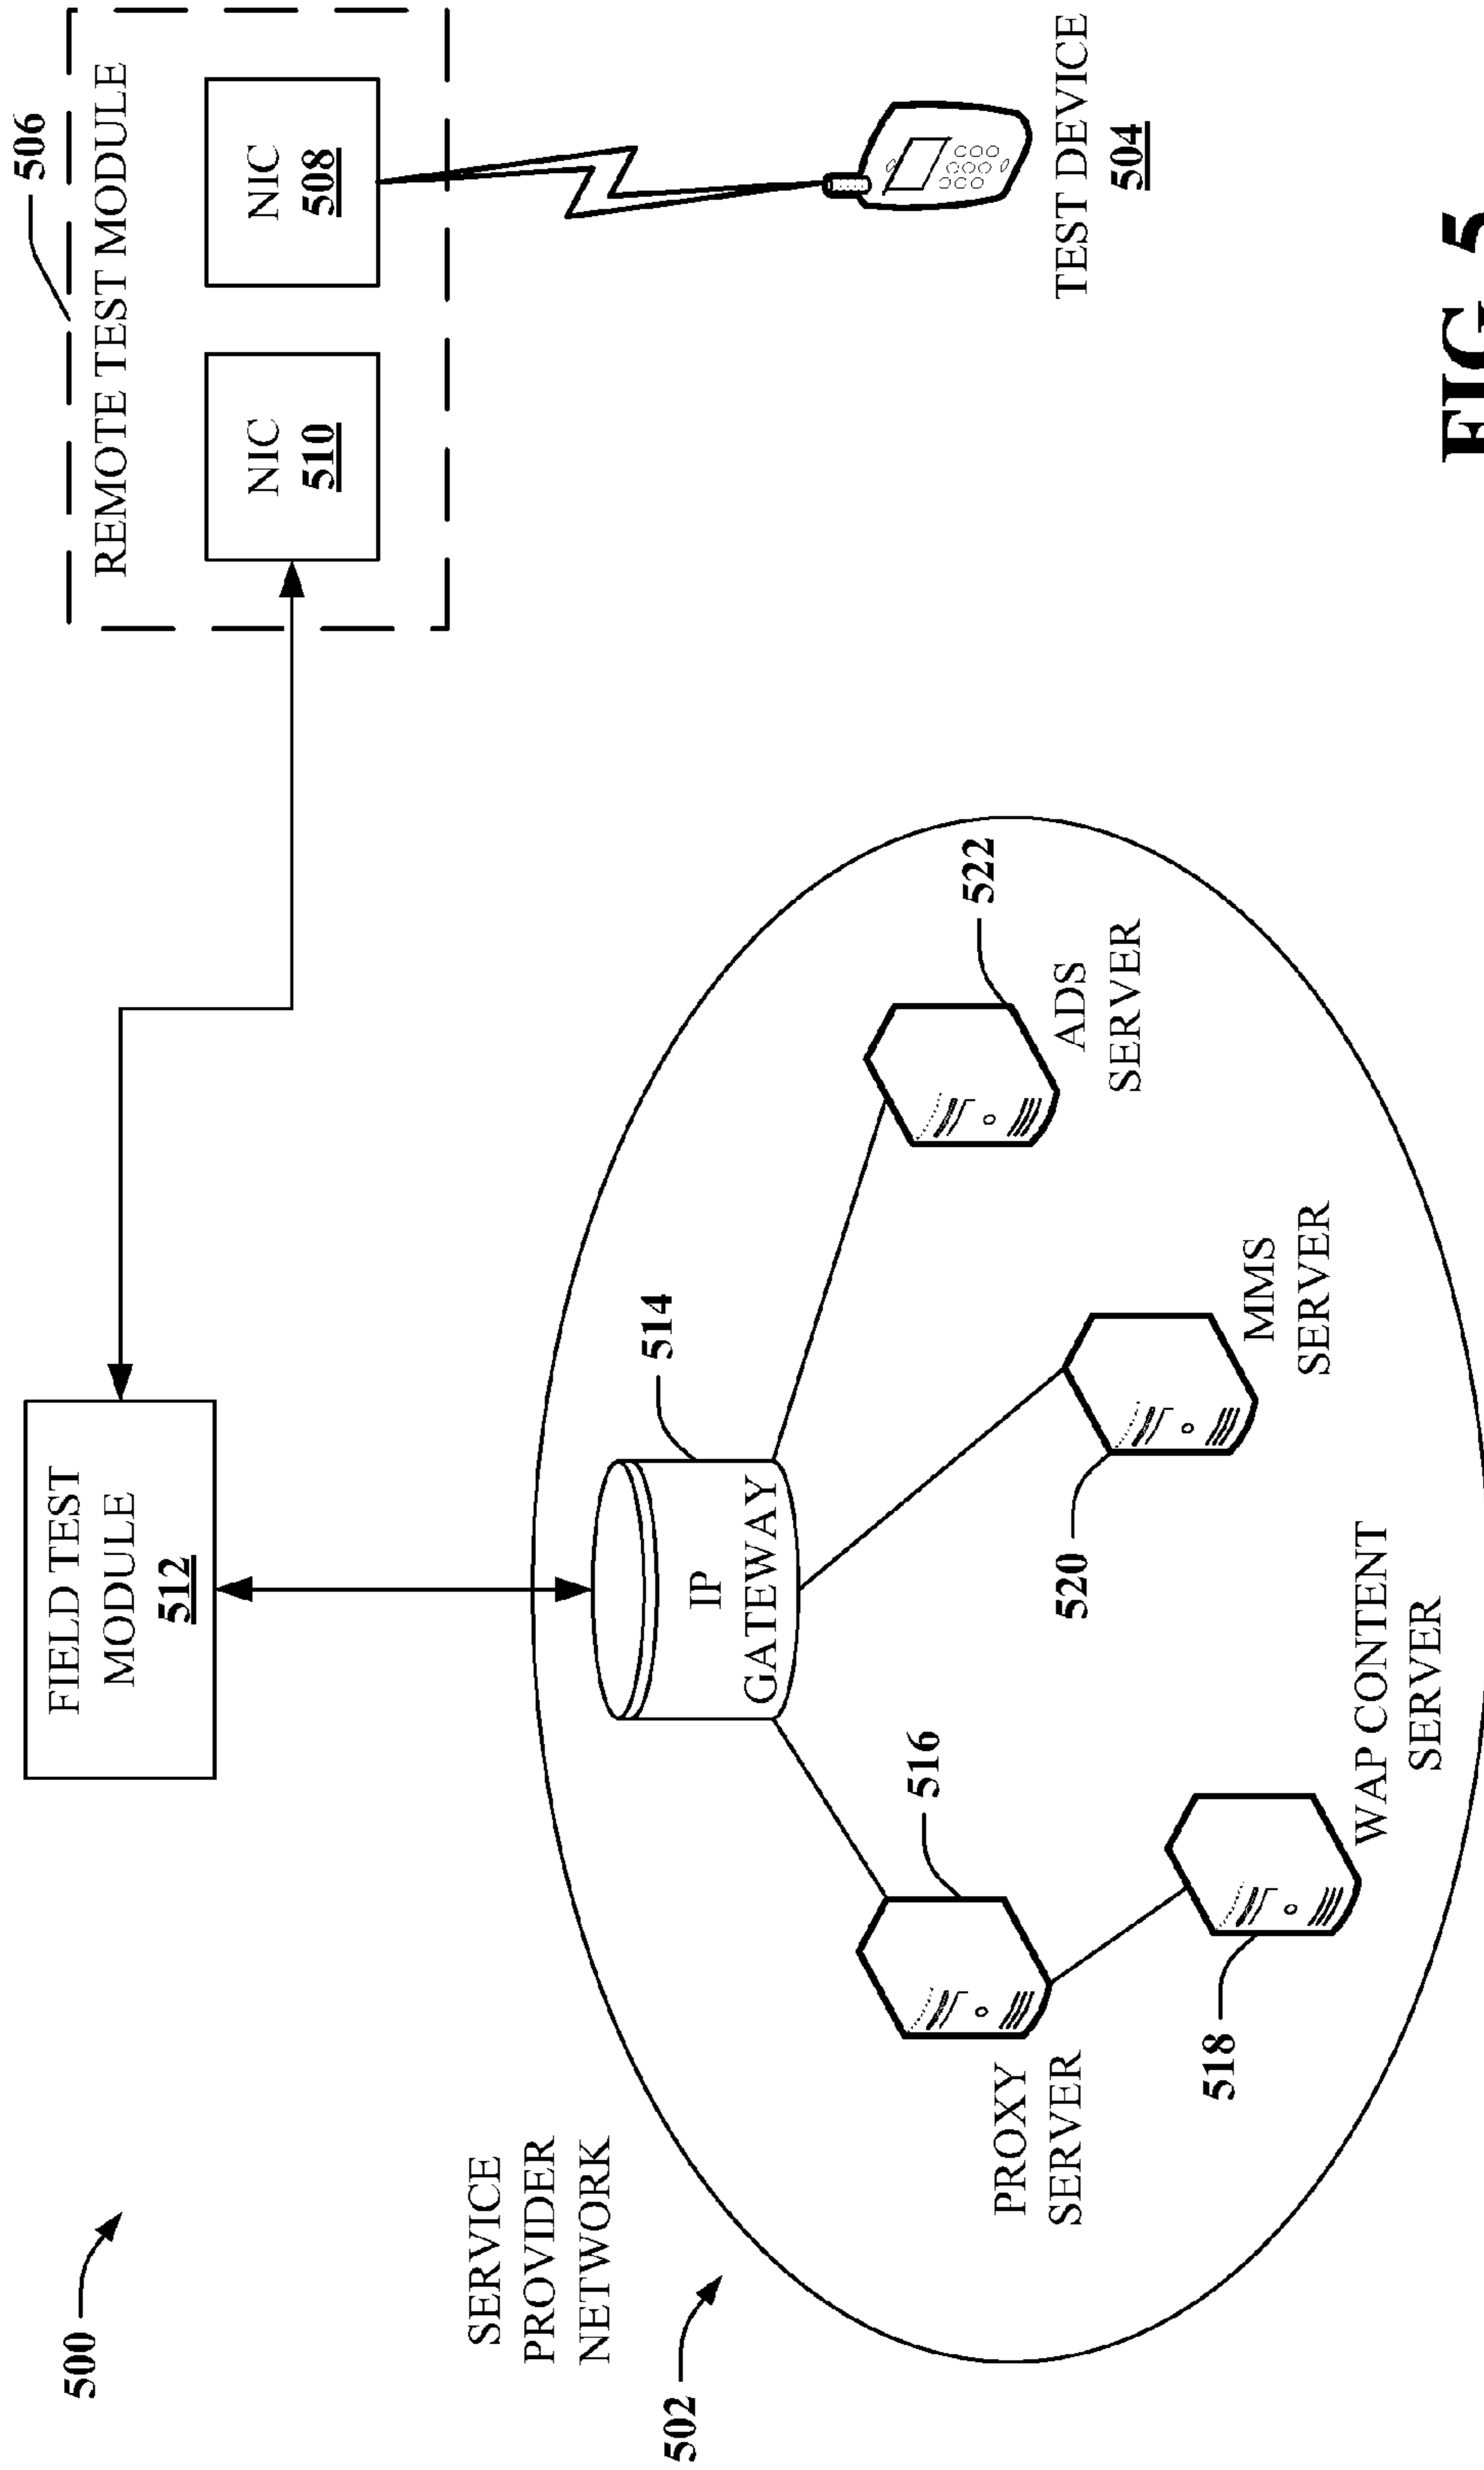 500
FIELD TEST
MODULE
512
506
REMOTE TEST MODULE
NIC
510
NIC
508
SERVICE
PROVIDER
NETWORK
502
514
IP
GATEWAY
516
PROXY
SERVER
518
WAP CONTENT
SERVER
520
MMS
SERVER
522
ADS
SERVER
TEST DEVICE
504
FIG. 5